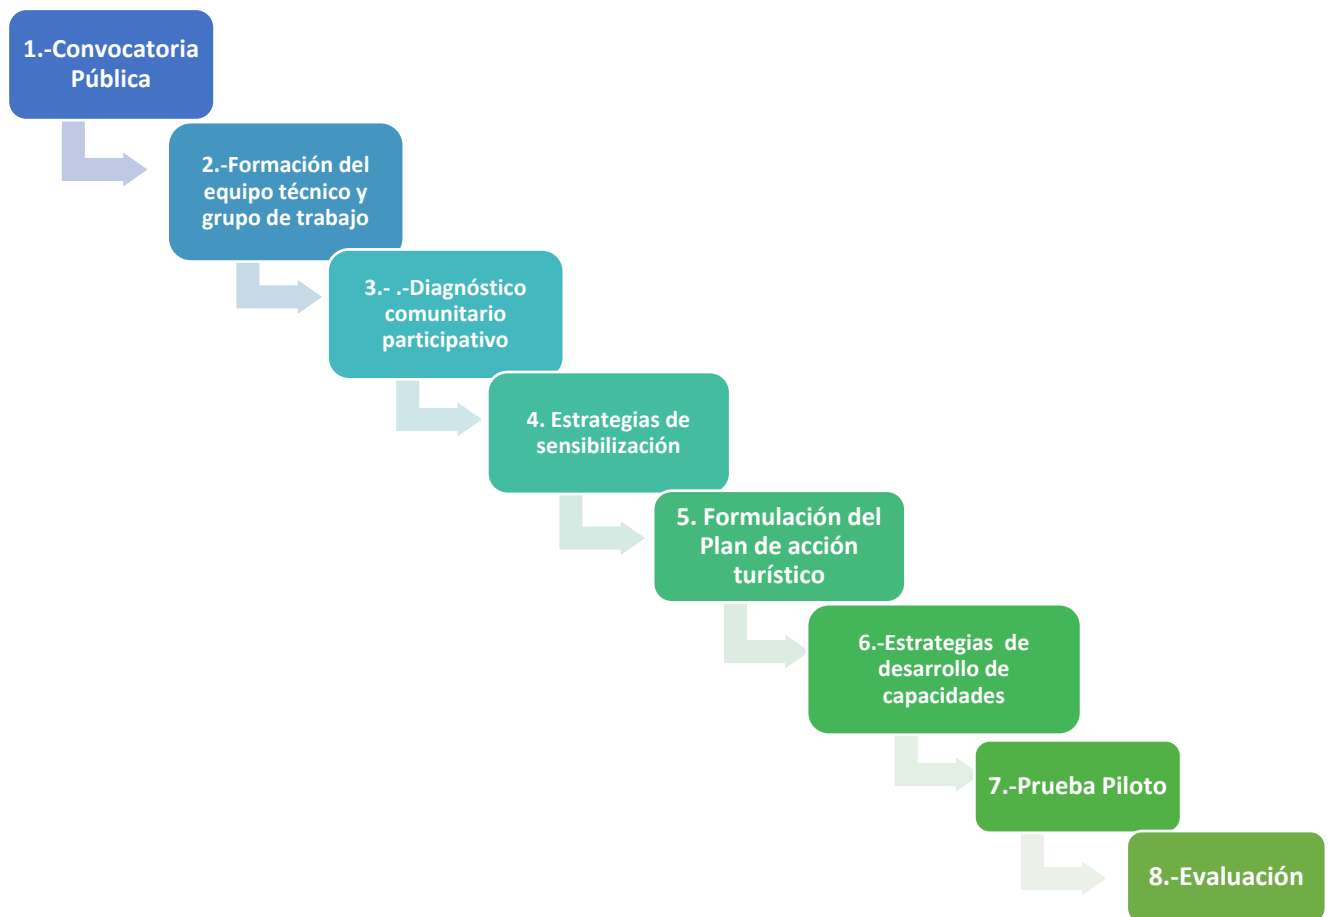 1.-Convocatoria
Pública
2.-Formación del
equipo técnico y
grupo de trabajo
3.- .-Diagnóstico
comunitario
participativo
4. Estrategias de
sensibilización
5. Formulación del
Plan de acción
turístico
6.-Estrategias  de
desarrollo de
capacidades
7.-Prueba Piloto
8.-Evaluación